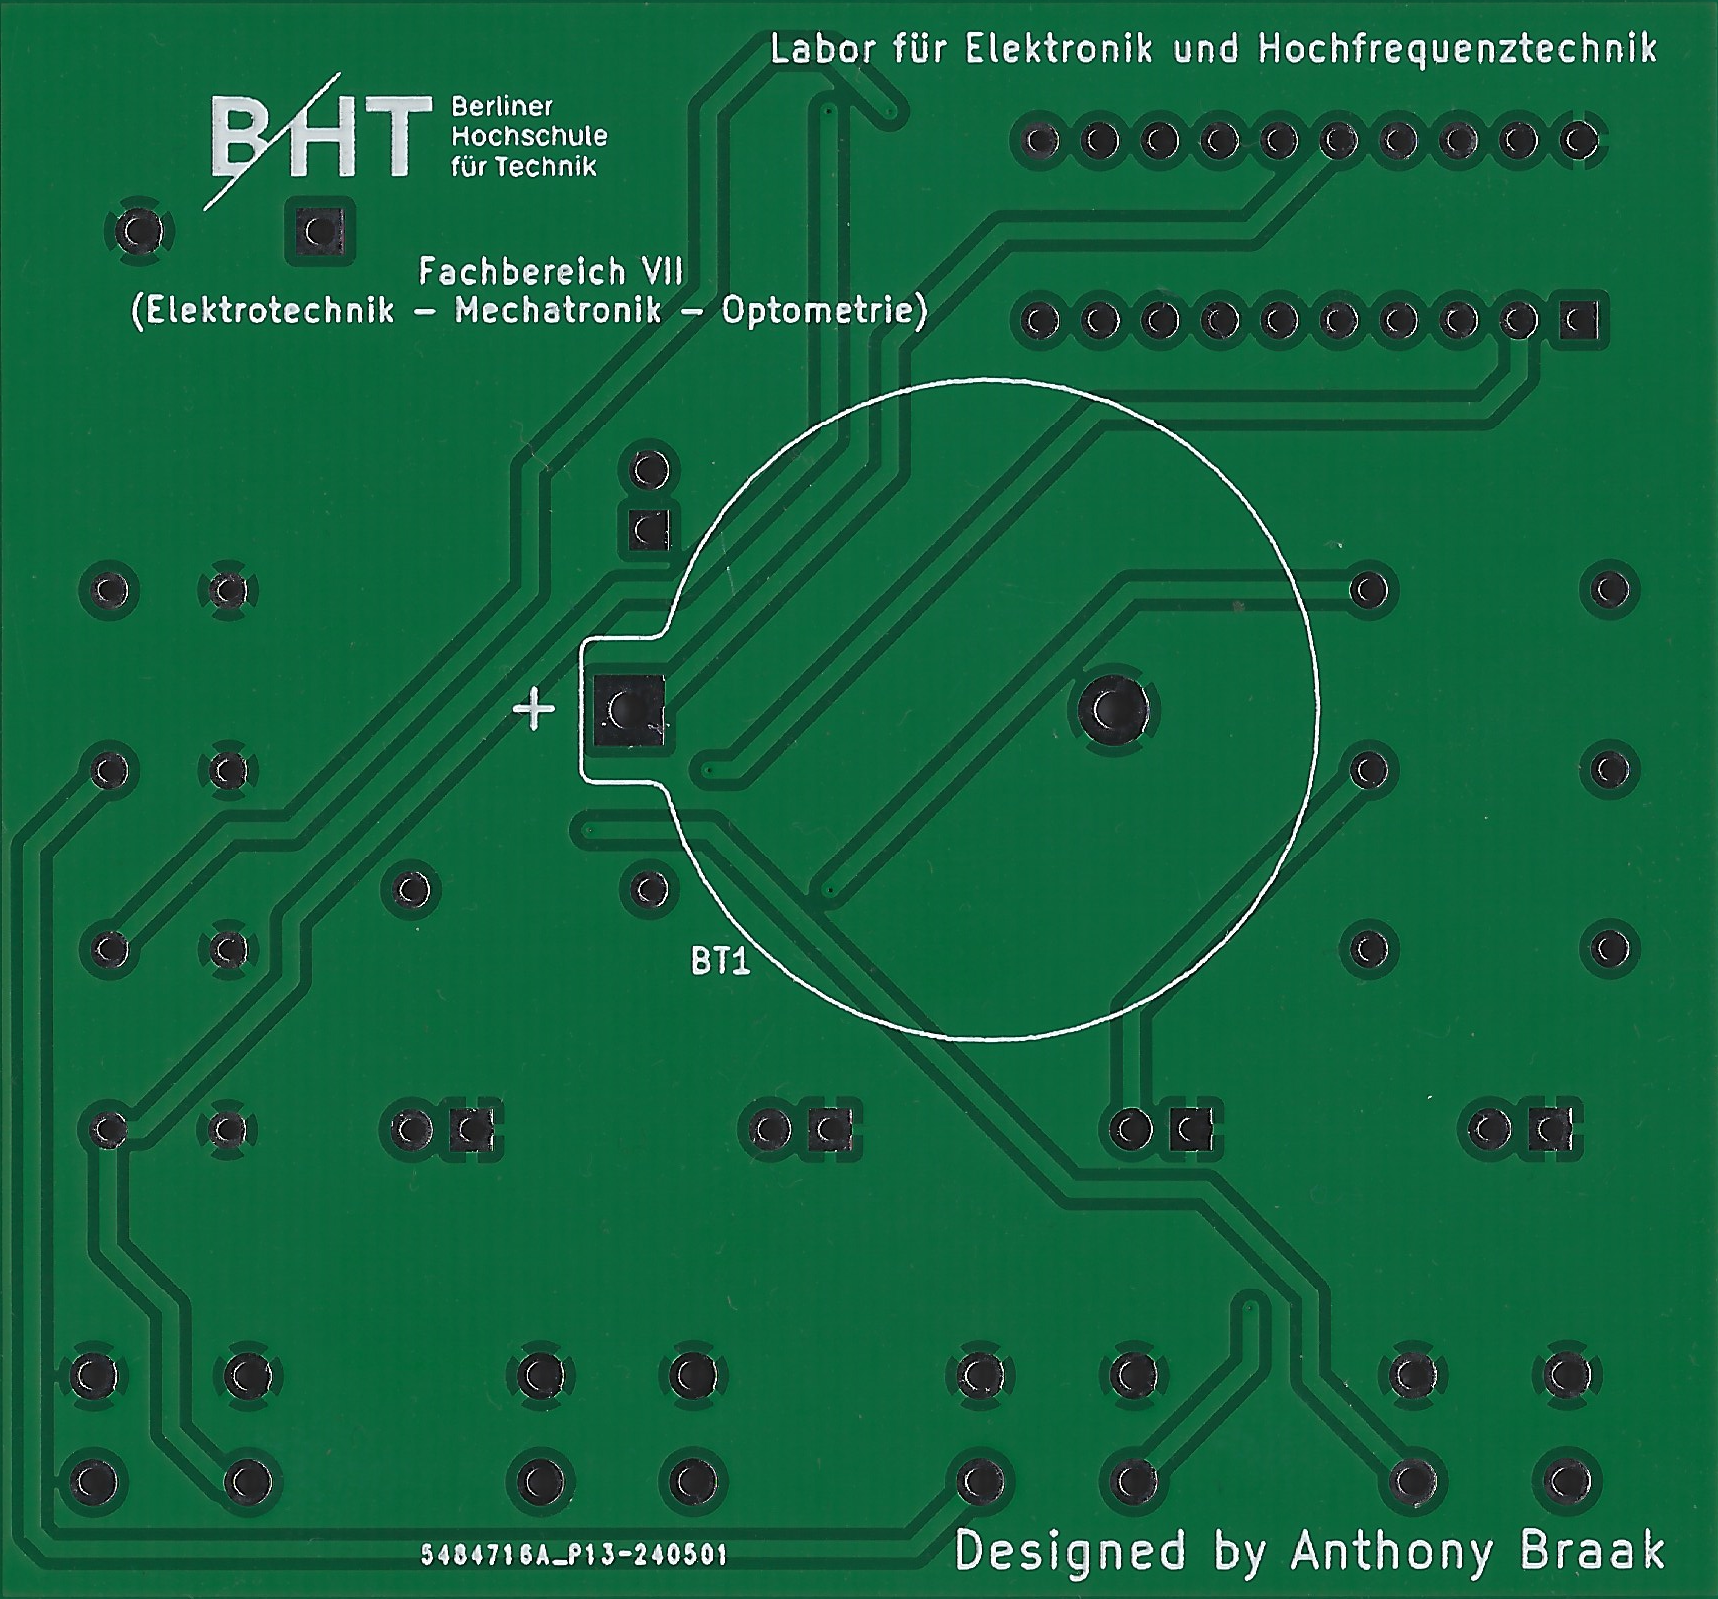 Labor für Elektronik und Hochfrequenztechnik
BHT
Berliner
Hochschule
für Technik
Fachbereich VII
(Elektrotechnik – Mechatronik – Optometrie)
+
BT1
5484716A_P13-240501
Designed by Anthony Braak